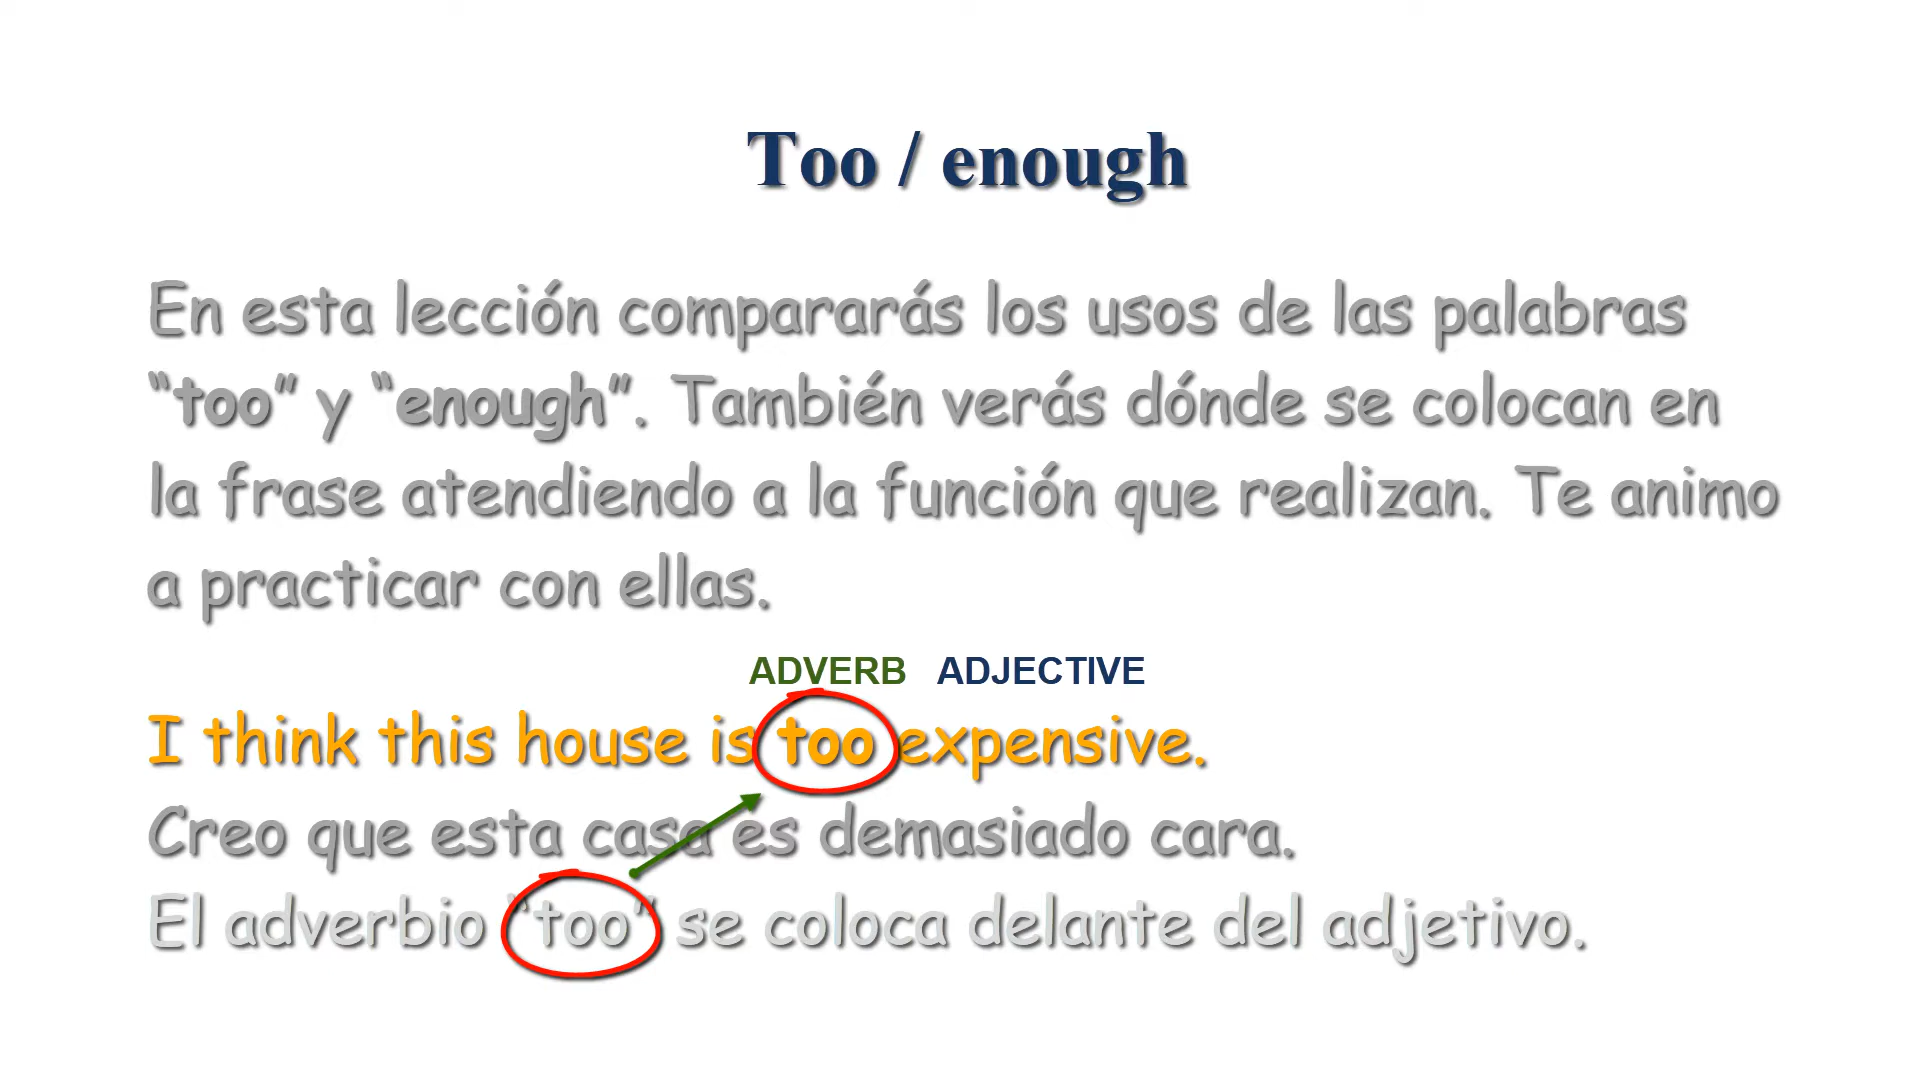 Too / enough
En esta lección compararás los usos de las palabras
“too” y “enough”. También verás dónde se colocan en
la frase atendiendo a la función que realizan. Te animo
a practicar con ellas.
ADVERB ADJECTIVE
I think this house is too expensive.
Creo que esta casa es demasiado cara.
El adverbio “too” se coloca delante del adjetivo.